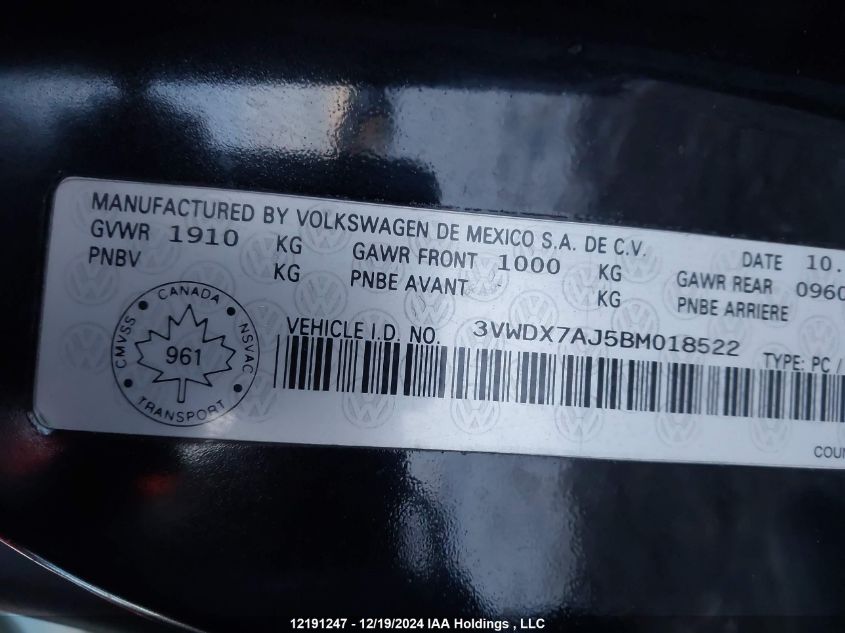 MANUFACTURED BY VOLKSWAGEN DE MEXICO S.A. DE C.V. DATE 10.
GVWR 1910 KG GAWR FRONT 1000 KG GAWR REAR 0960
PNBV KG PNBE AVANT KG PNBE ARRIERE
VEHICLE I.D. NO. 3VWDX7AJ5BM018522 TYPE: PC /
CANADA
CMVSS 961 NSVAC
TRANSPORT
COUN
12191247 - 12/19/2024 IAA Holdings , LLC